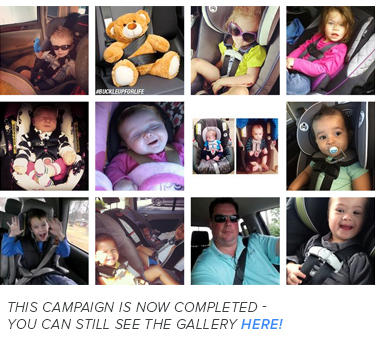 #BUCKLEUPFORLIFE
THIS CAMPAIGN IS NOW COMPLETED -
YOU CAN STILL SEE THE GALLERY HERE!